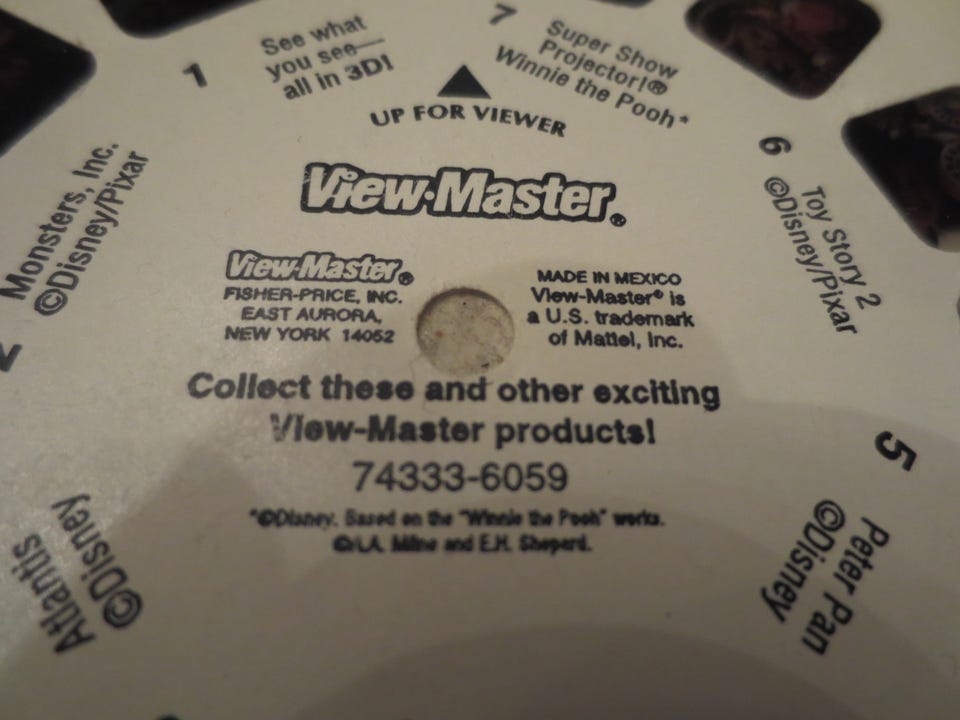 1
See what
you see—
all in 3D!
7
Super Show
Projector!®
Winnie the Pooh*
UP FOR VIEWER
6
Toy Story 2
©Disney/Pixar
Monsters, Inc.
©Disney/Pixar
2
View-Master®
View-Master®
FISHER-PRICE, INC.
EAST AURORA,
NEW YORK 14052
MADE IN MEXICO
View-Master® is
a U.S. trademark
of Mattel, Inc.
Collect these and other exciting
View-Master products!
74333-6059
*©Disney. Based on the "Winnie the Pooh" works.
©A.A. Milne and E.H. Shepard.
5
Peter Pan
©Disney
Atlantis
©Disney